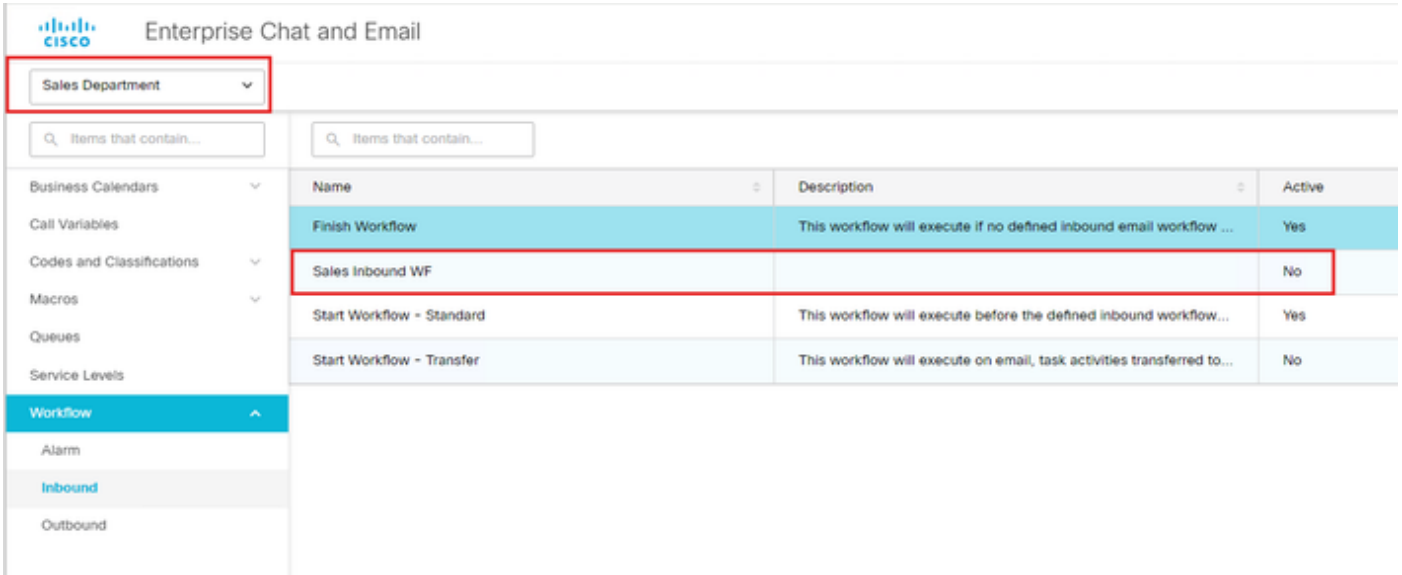 CISCO Enterprise Chat and Email
Sales Department
Items that contain... Items that contain...
Business Calendars Name Description Active
Call Variables Finish Workflow This workflow will execute if no defined inbound email workflow ... Yes
Codes and Classifications Sales Inbound WF No
Macros Start Workflow - Standard This workflow will execute before the defined inbound workflow... Yes
Queues
Service Levels Start Workflow - Transfer This workflow will execute on email, task activities transferred to... No
Workflow
Alarm
Inbound
Outbound